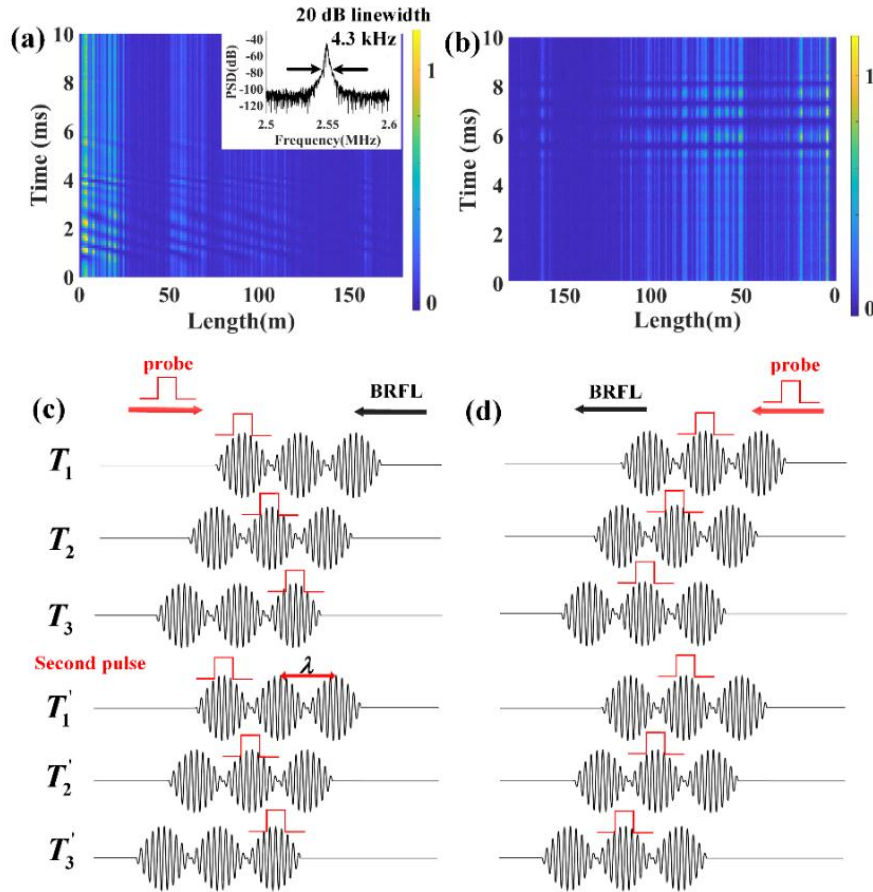 (a)
20 dB linewidth
4.3 kHz
PSD(dB)
-40
-60
-80
-100
-120
2.5 2.55 2.6
Frequency(MHz)
Time (ms)
10
8
6
4
2
0
0 50 100 150
Length(m)
1
0
(b)
Time (ms)
10
8
6
4
2
0
150 100 50 0
Length(m)
1
0
(c)
probe
BRFL
T1
T2
T3
Second pulse
λ
T1'
T2'
T3'
(d)
BRFL
probe